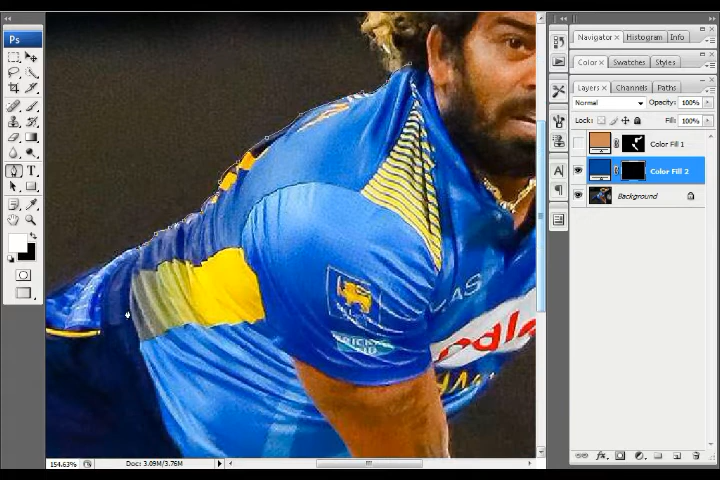 Ps
Navigator × Histogram Info
Color × Swatches Styles
Layers × Channels Paths
Normal Opacity: 100%
Lock: Fill: 100%
Color Fill 1
Color Fill 2
Background
T
A
154.63% Doc: 3.09M/3.76M